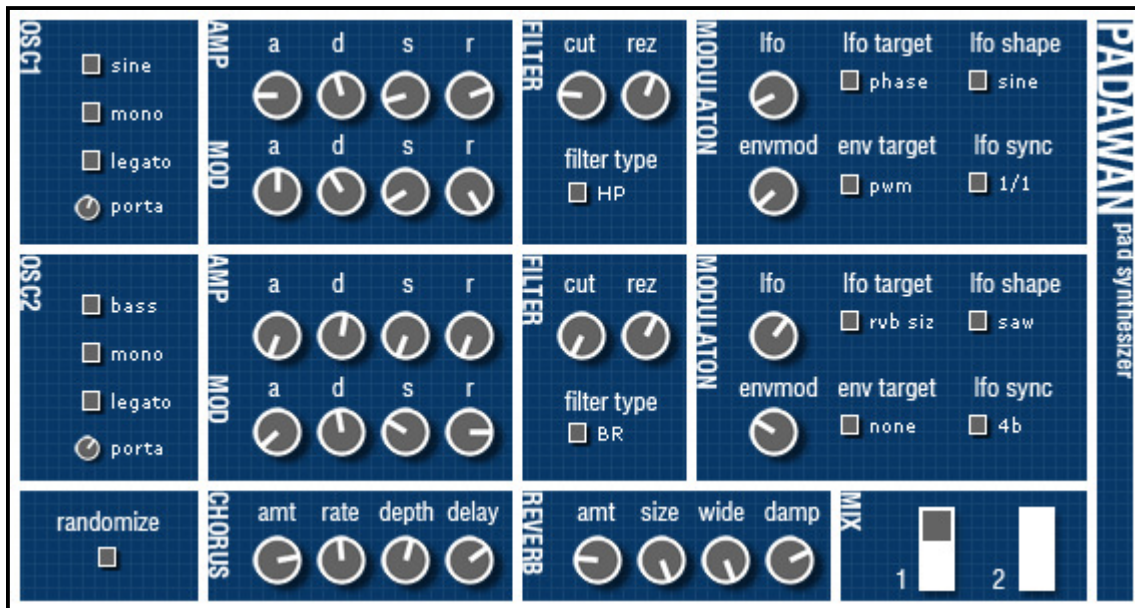 OSC1
sine
mono
legato
porta
AMP
a d s r
MOD
a d s r
FILTER
cut rez
filter type
HP
MODULATON
lfo lfo target lfo shape
phase sine
envmod env target lfo sync
pwm 1/1
PADAWAN
pad synthesizer
OSC2
bass
mono
legato
porta
AMP
a d s r
MOD
a d s r
FILTER
cut rez
filter type
BR
MODULATON
lfo lfo target lfo shape
rvb siz saw
envmod env target lfo sync
none 4b
randomize
CHORUS
amt rate depth delay
REVERB
amt size wide damp
MIX
1 2